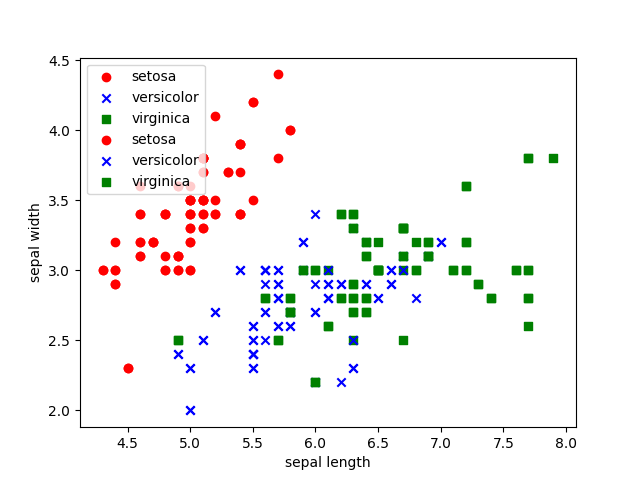 4.5
4.0
3.5
3.0
2.5
2.0
sepal width
setosa
versicolor
virginica
setosa
versicolor
virginica
4.5 5.0 5.5 6.0 6.5 7.0 7.5 8.0
sepal length